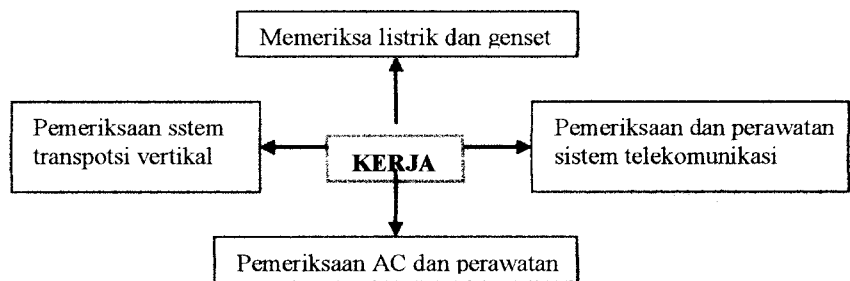 Memeriksa listrik dan genset
Pemeriksaan sstem
transpotsi vertikal
KERJA
Pemeriksaan dan perawatan
sistem telekomunikasi
Pemeriksaan AC dan perawatan